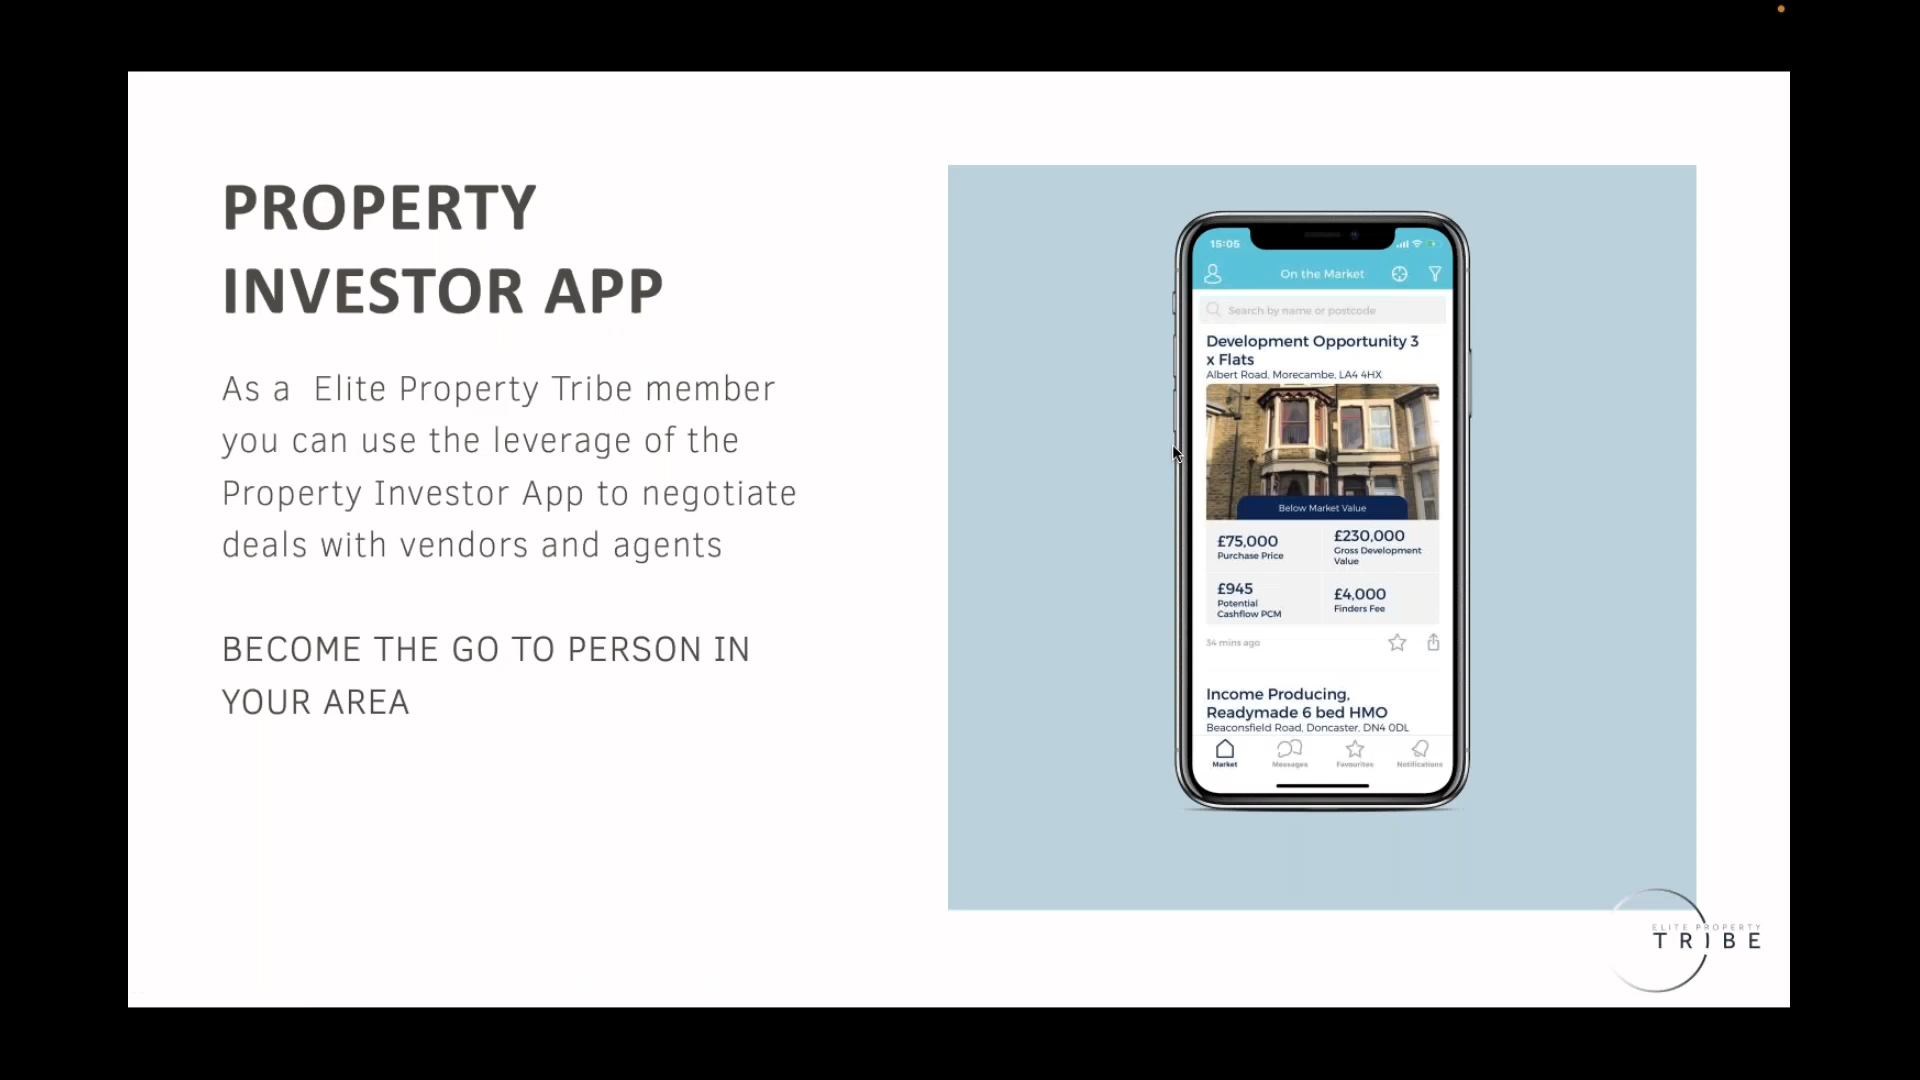 PROPERTY
INVESTOR APP
As a  Elite Property Tribe member
you can use the leverage of the
Property Investor App to negotiate
deals with vendors and agents
BECOME THE GO TO PERSON IN
YOUR AREA
15:05
On the Market
Search by name or postcode
Development Opportunity 3
x Flats
Albert Road, Morecambe, LA4 4HX
Below Market Value
£75,000
Purchase Price
£230,000
Gross Development
Value
£945
Potential
Cashflow PCM
£4,000
Finders Fee
34 mins ago
Income Producing,
Readymade 6 bed HMO
Beaconsfield Road, Doncaster, DN4 0DL
Market
Messages
Favourites
Notifications
ELITE PROPERTY
TRIBE